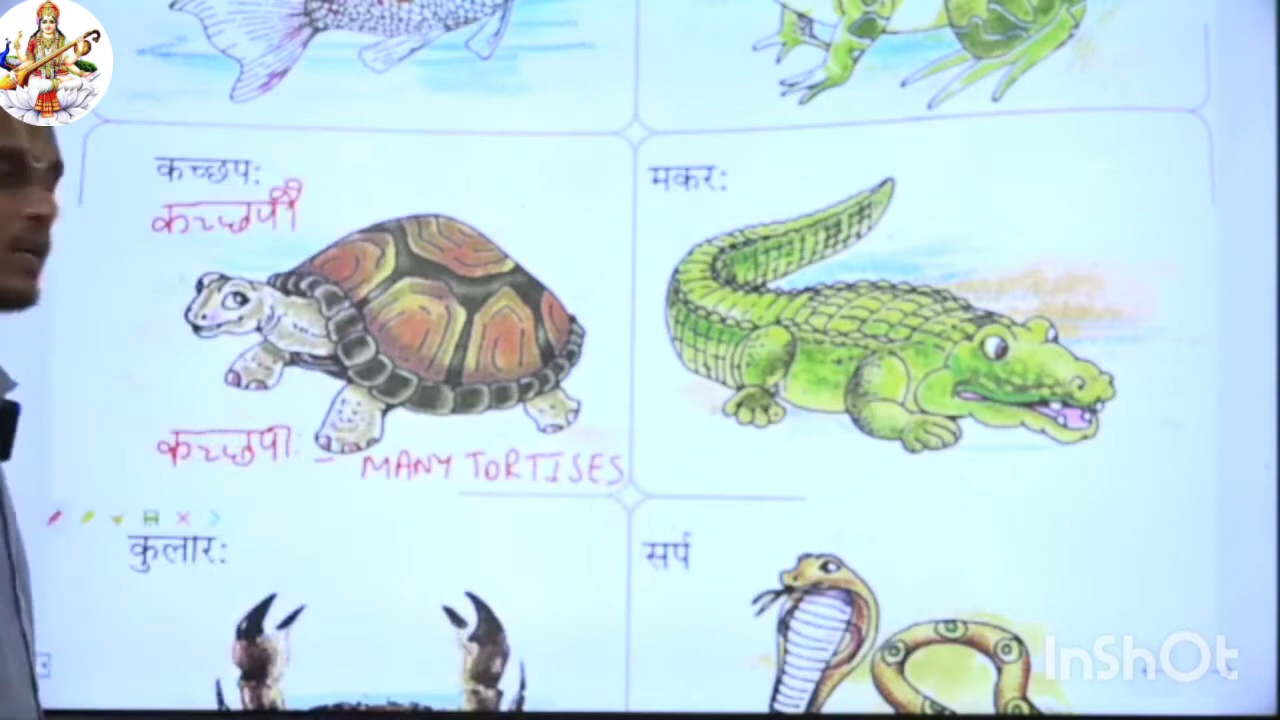 कच्छप:
कच्छपौ
मकर:
कच्छपाः - MANY TORTISES
कुलार:
सर्प
InShOt